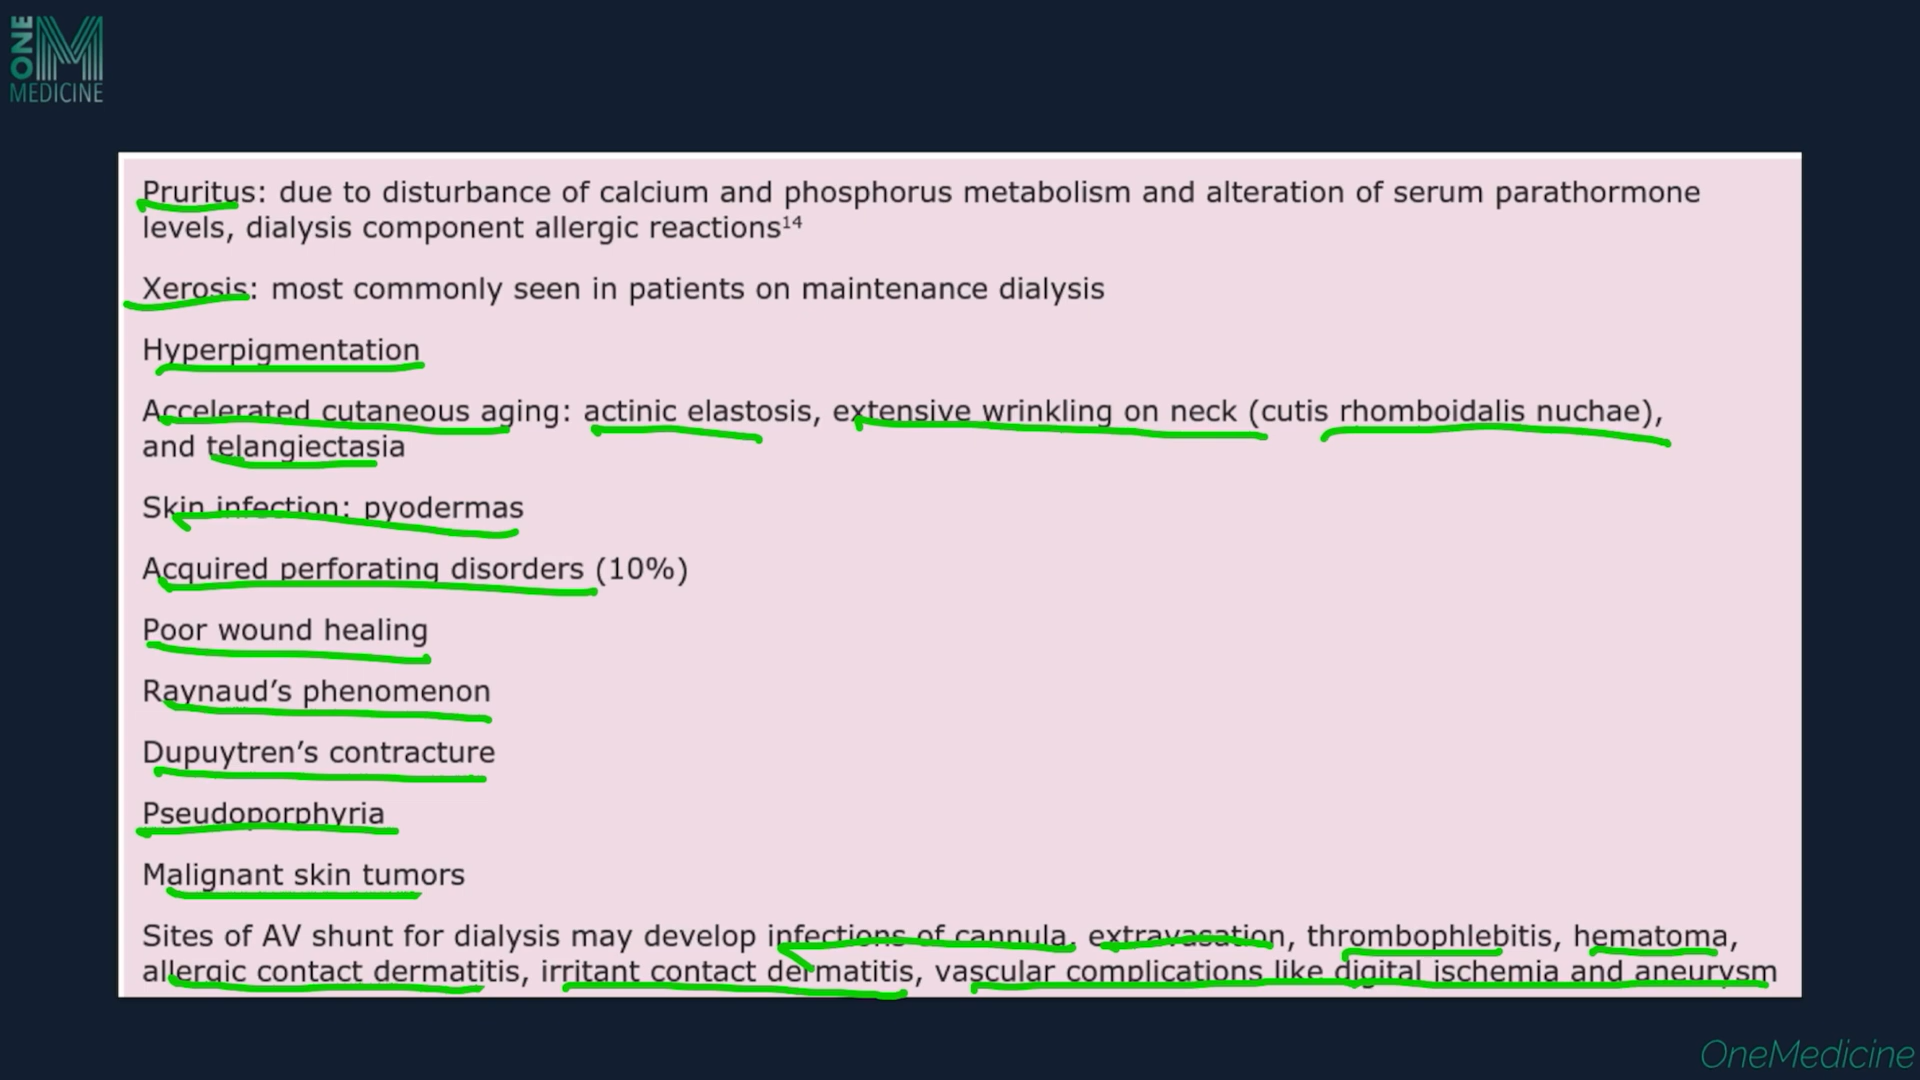 ONE
MEDICINE
Pruritus: due to disturbance of calcium and phosphorus metabolism and alteration of serum parathormone
levels, dialysis component allergic reactions¹⁴
Xerosis: most commonly seen in patients on maintenance dialysis
Hyperpigmentation
Accelerated cutaneous aging: actinic elastosis, extensive wrinkling on neck (cutis rhomboidalis nuchae),
and telangiectasia
Skin infection: pyodermas
Acquired perforating disorders (10%)
Poor wound healing
Raynaud’s phenomenon
Dupuytren’s contracture
Pseudoporphyria
Malignant skin tumors
Sites of AV shunt for dialysis may develop infections of cannula, extravasation, thrombophlebitis, hematoma,
allergic contact dermatitis, irritant contact dermatitis, vascular complications like digital ischemia and aneurysm
OneMedicine